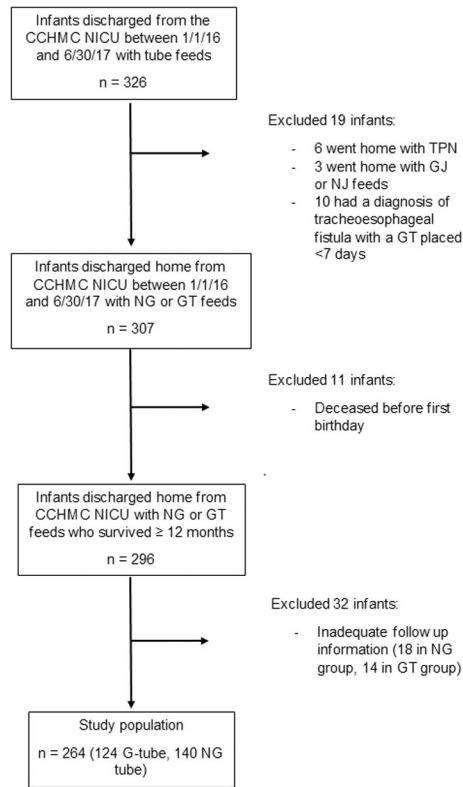 Infants discharged from the
CCHMC NICU between 1/1/16
and 6/30/17 with tube feeds
n = 326
Excluded 19 infants:
- 6 went home with TPN
- 3 went home with GJ
or NJ feeds
- 10 had a diagnosis of
tracheoesophageal
fistula with a GT placed
<7 days
Infants discharged home from
CCHMC NICU between 1/1/16
and 6/30/17 with NG or GT feeds
n = 307
Excluded 11 infants:
- Deceased before first
birthday
Infants discharged home from
CCHMC NICU with NG or GT
feeds who survived ≥ 12 months
n = 296
Excluded 32 infants:
- Inadequate follow up
information (18 in NG
group, 14 in GT group)
Study population
n = 264 (124 G-tube, 140 NG
tube)